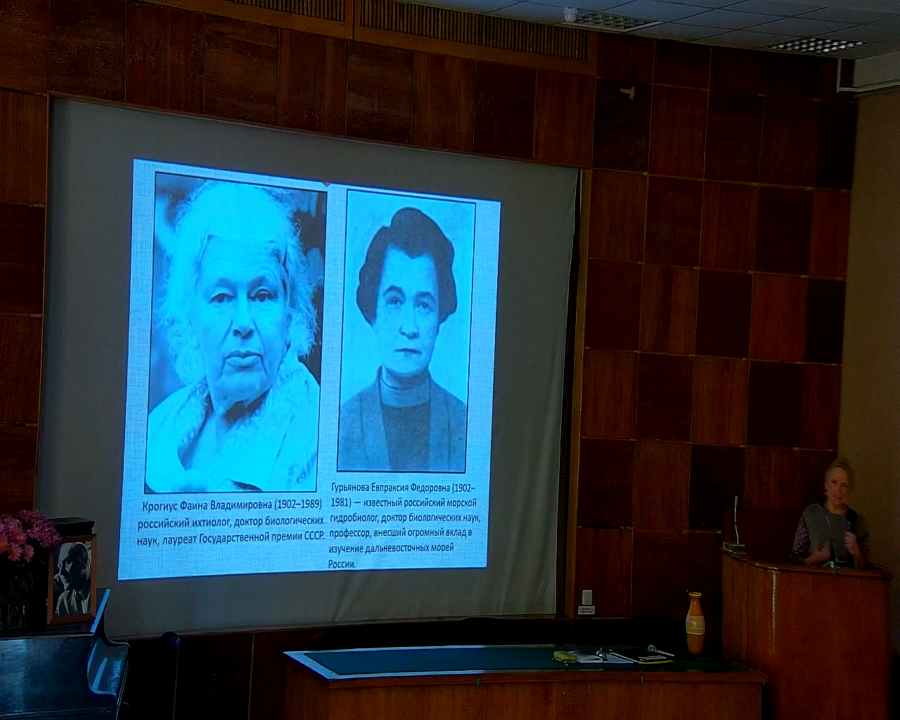 Крогиус Фаина Владимировна (1902–1989)
российский ихтиолог, доктор биологических
наук, лауреат Государственной премии СССР.
Гурьянова Евпраксия Федоровна (1902–
1981) — известный российский морской
гидробиолог, доктор биологических наук,
профессор, внесший огромный вклад в
изучение дальневосточных морей
России.